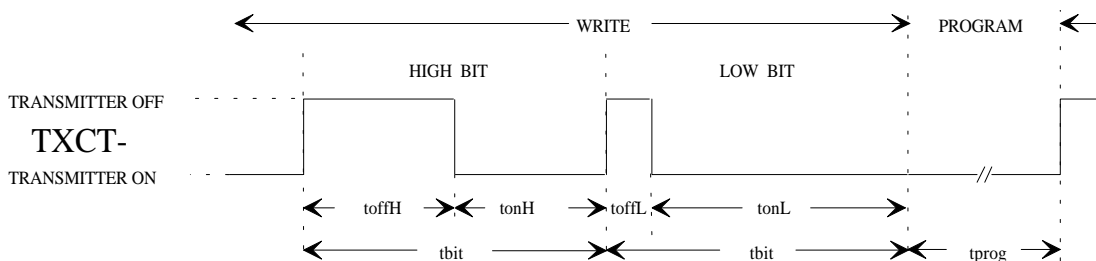 WRITE PROGRAM
HIGH BIT LOW BIT
TRANSMITTER OFF
TXCT-
TRANSMITTER ON
toffH tonH toffL tonL
tbit tbit tprog